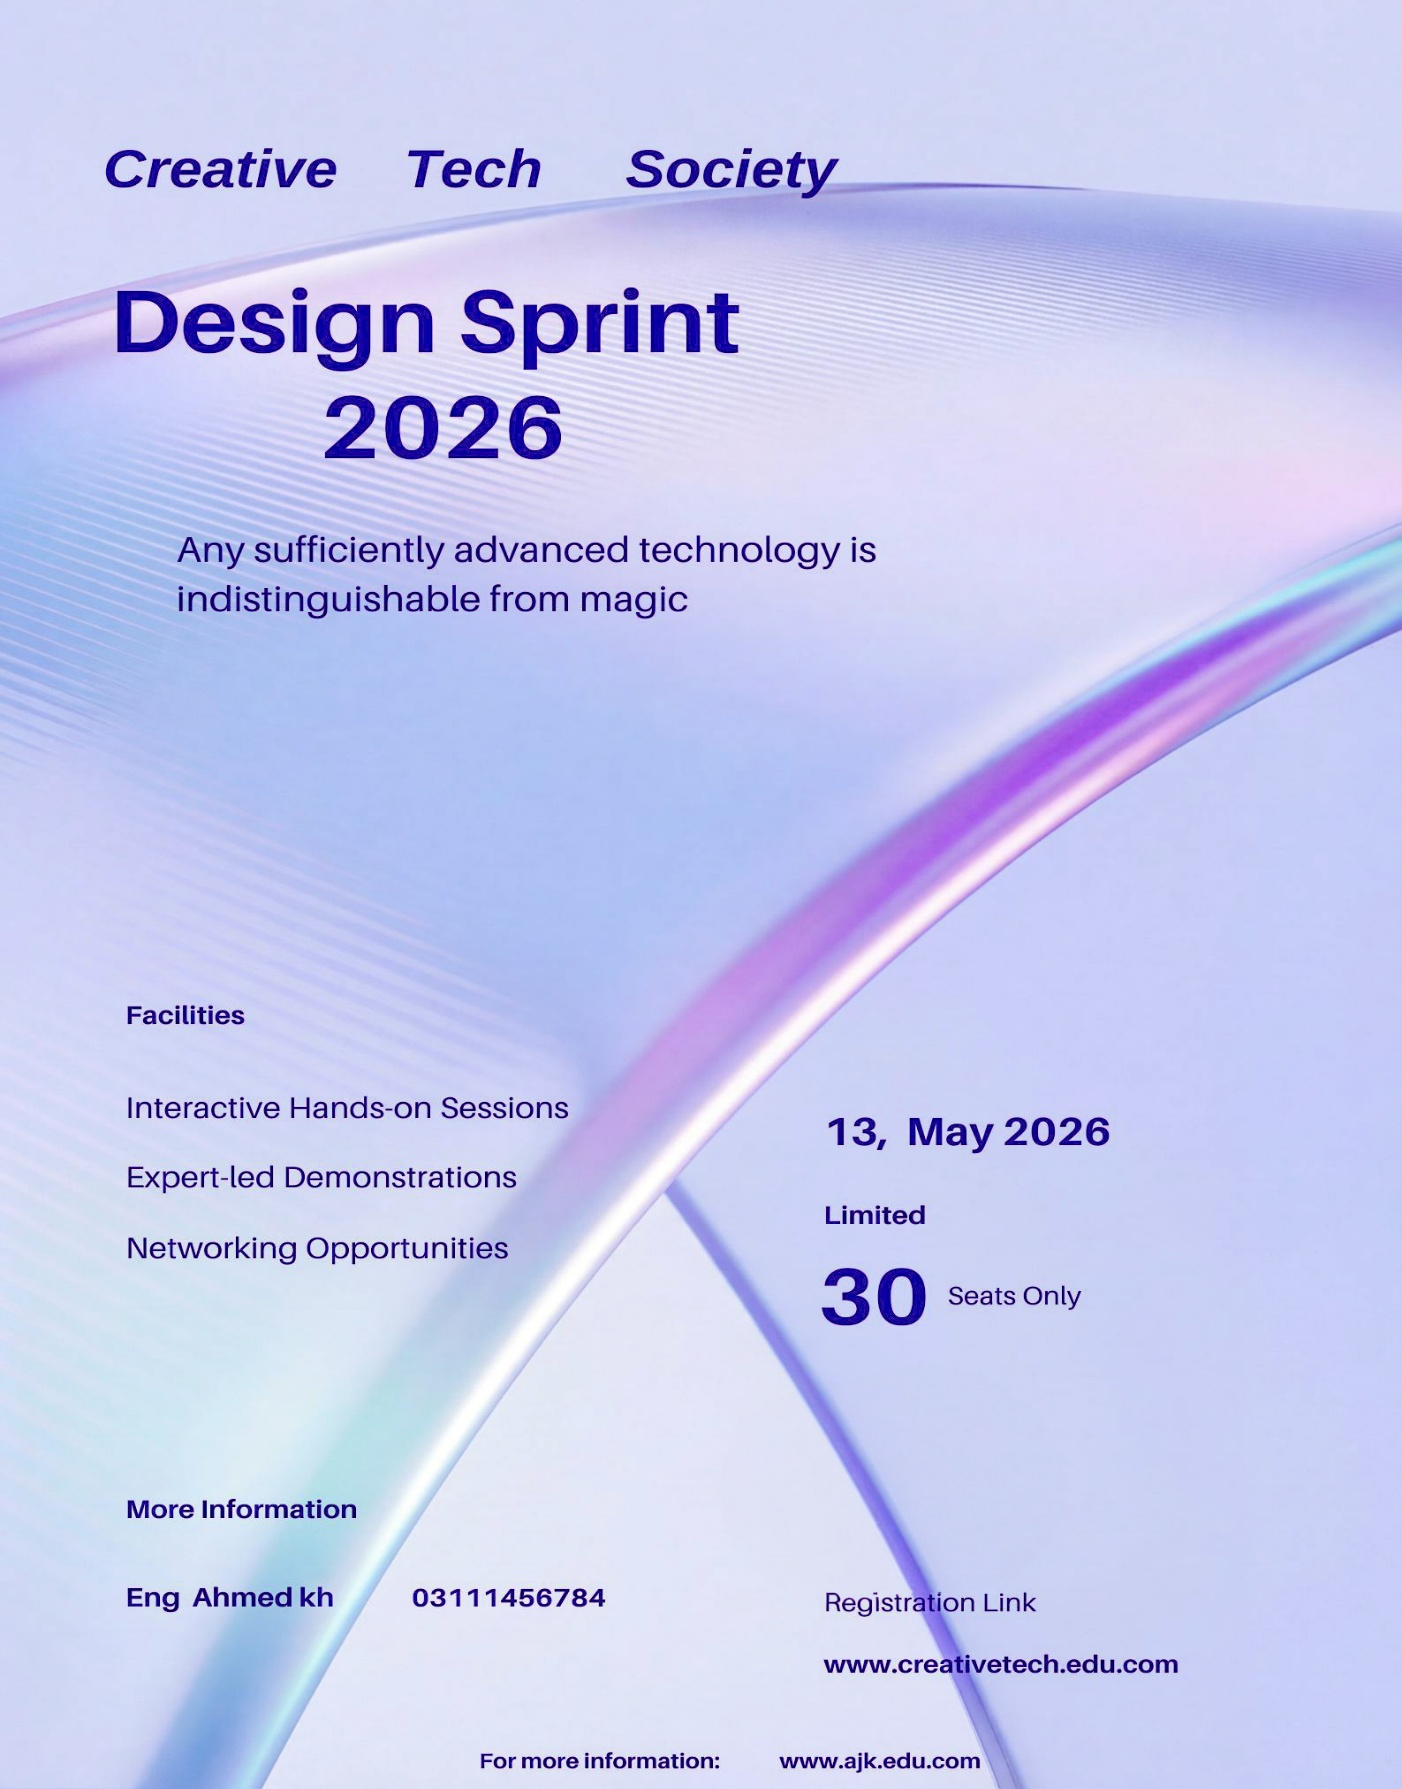 Creative Tech Society
Design Sprint
2026
Any sufficiently advanced technology is
indistinguishable from magic
Facilities
Interactive Hands-on Sessions
Expert-led Demonstrations
Networking Opportunities
13, May 2026
Limited
30 Seats Only
More Information
Eng Ahmed kh 03111456784
Registration Link
www.creativetech.edu.com
For more information: www.ajk.edu.com